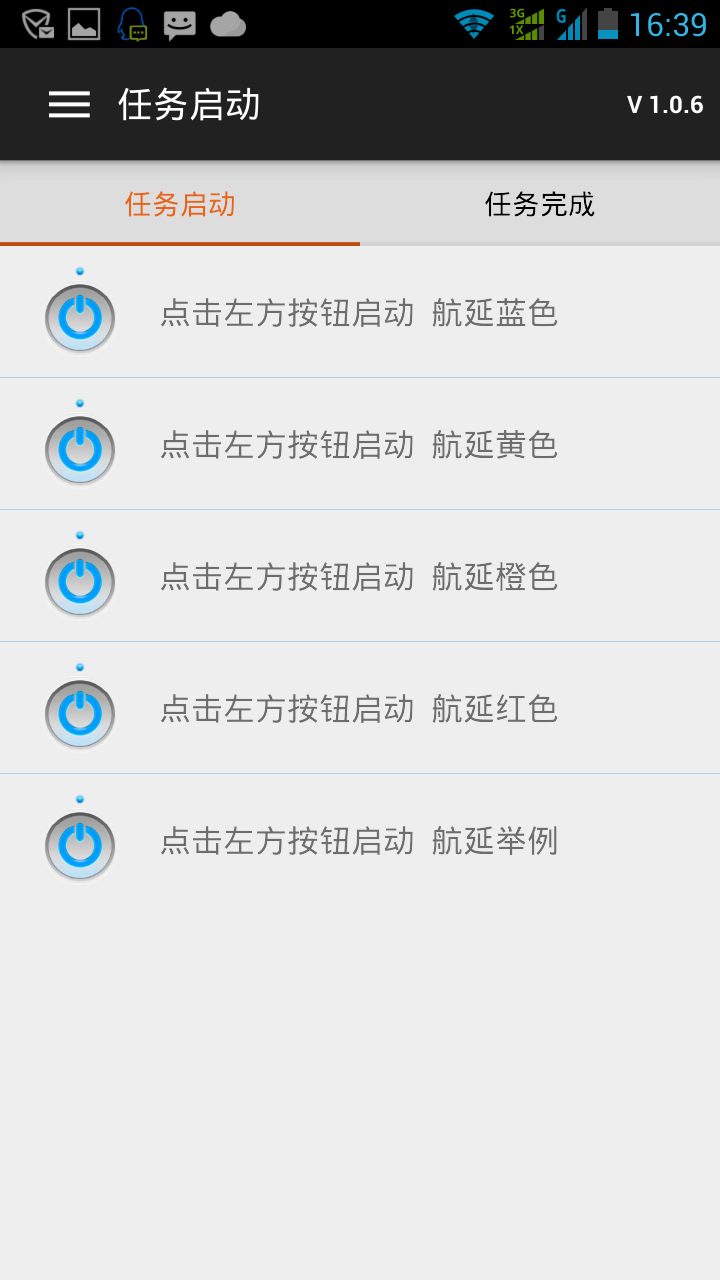 3G
1X
G
16:39
任务启动
V 1.0.6
任务启动
任务完成
点击左方按钮启动 航延蓝色
点击左方按钮启动 航延黄色
点击左方按钮启动 航延橙色
点击左方按钮启动 航延红色
点击左方按钮启动 航延举例